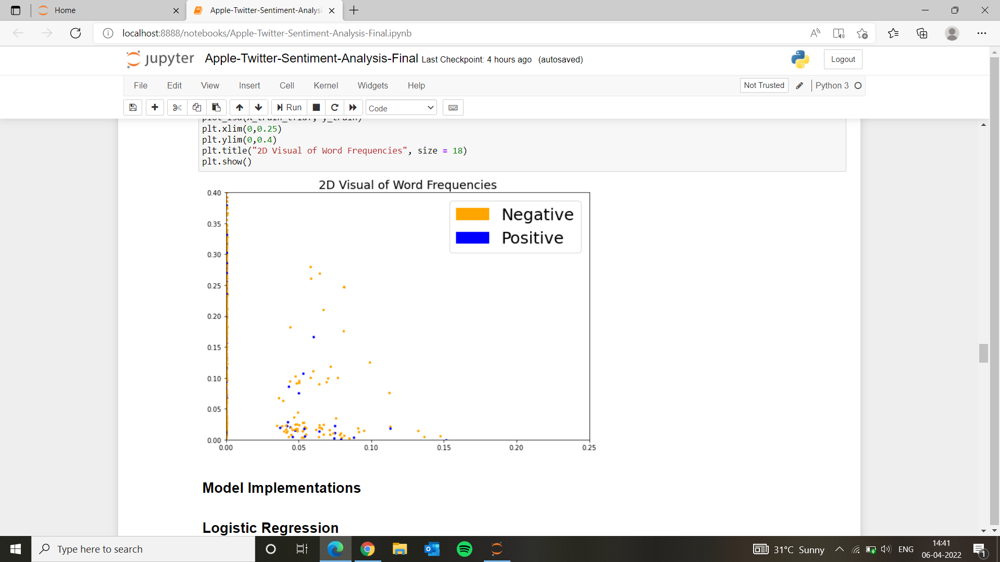 Home
Apple-Twitter-Sentiment-Analysi
localhost:8888/notebooks/Apple-Twitter-Sentiment-Analysis-Final.ipynb
jupyter Apple-Twitter-Sentiment-Analysis-Final Last Checkpoint: 4 hours ago (autosaved)
Logout
File Edit View Insert Cell Kernel Widgets Help
Not Trusted
Python 3
Run
Code
plt.xlim(0,0.25)
plt.ylim(0,0.4)
plt.title("2D Visual of Word Frequencies", size = 18)
plt.show()
2D Visual of Word Frequencies
0.40
0.35
0.30
0.25
0.20
0.15
0.10
0.05
0.00
Negative
Positive
0.00 0.05 0.10 0.15 0.20 0.25
Model Implementations
Logistic Regression
Type here to search
31°C Sunny
ENG
14:41
06-04-2022
1